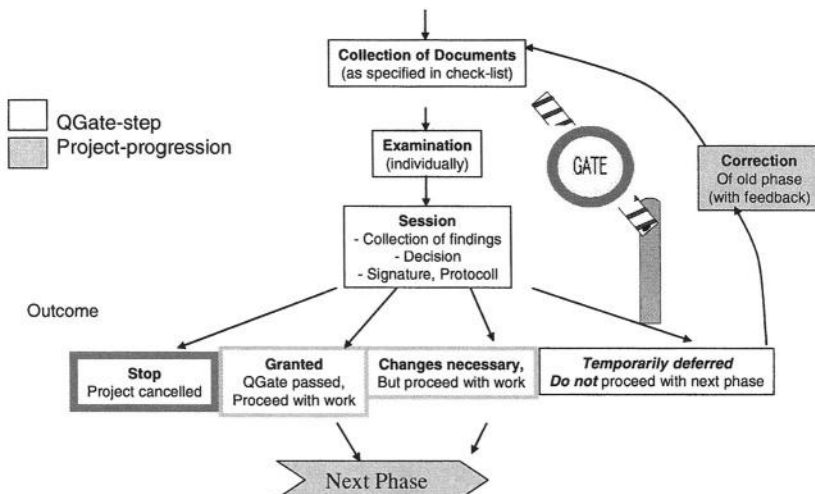 Collection of Documents
(as specified in check-list)
QGate-step
Project-progression
Examination
(individually)
GATE
Correction
Of old phase
(with feedback)
Session
- Collection of findings
- Decision
- Signature, Protocoll
Outcome
Stop
Project cancelled
Granted
QGate passed,
Proceed with work
Changes necessary,
But proceed with work
Temporarily deferred
Do not proceed with next phase
Next Phase